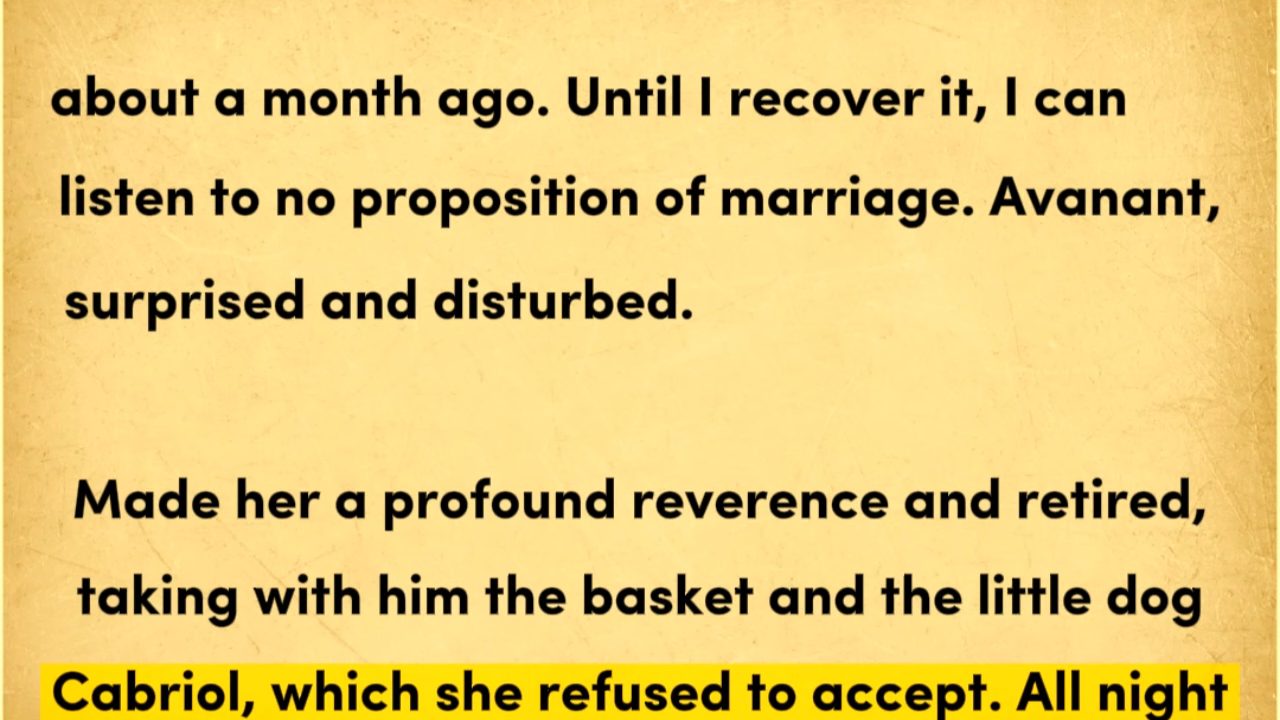 about a month ago. Until I recover it, I can
listen to no proposition of marriage. Avanant,
surprised and disturbed.
Made her a profound reverence and retired,
taking with him the basket and the little dog
Cabriol, which she refused to accept. All night